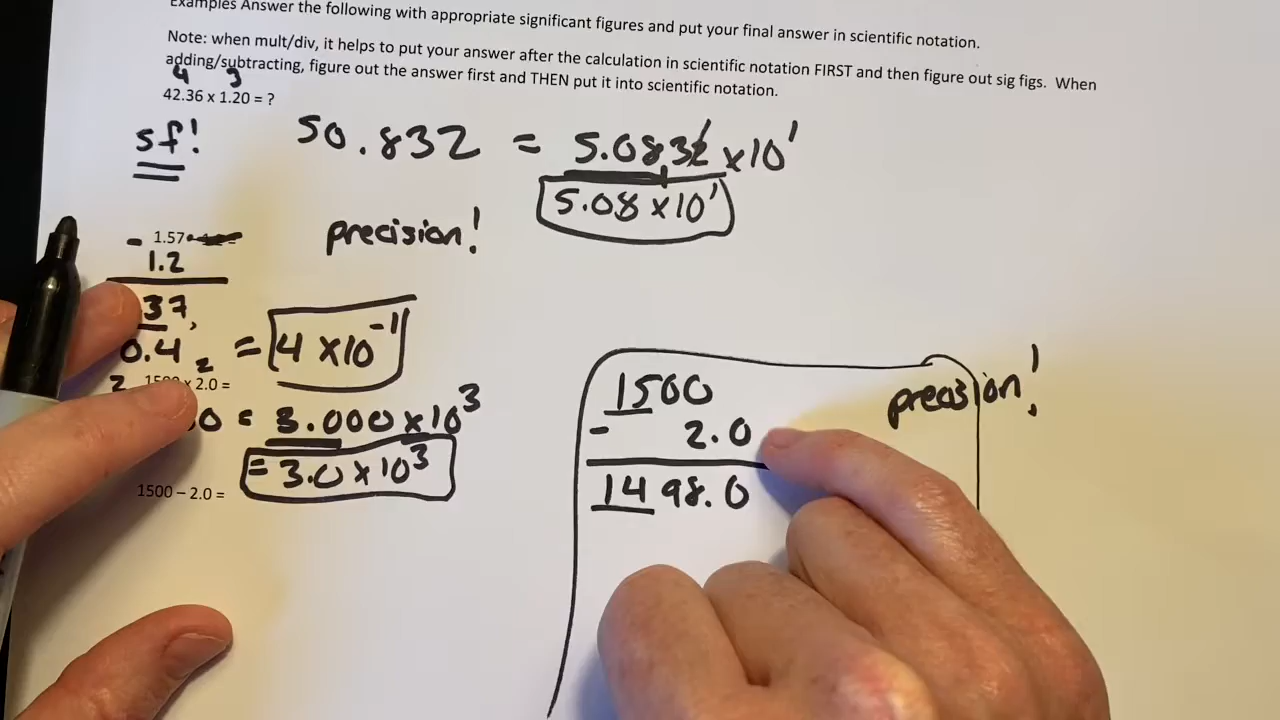 Examples Answer the following with appropriate significant figures and put your final answer in scientific notation.
Note: when mult/div, it helps to put your answer after the calculation in scientific notation FIRST and then figure out sig figs. When
adding/subtracting, figure out the answer first and THEN put it into scientific notation.
4 3
42.36 x 1.20 = ?
sf! 50.832 = 5.0832 x 10¹
5.08 x 10¹
precision!
- 1.57
1.2
37
0.4 = 4 x 10⁻¹
2 2
1500 x 2.0 =
0 = 3.000 x 10³
= 3.0 x 10³
1500 – 2.0 =
1500 precision!
- 2.0
1498.0